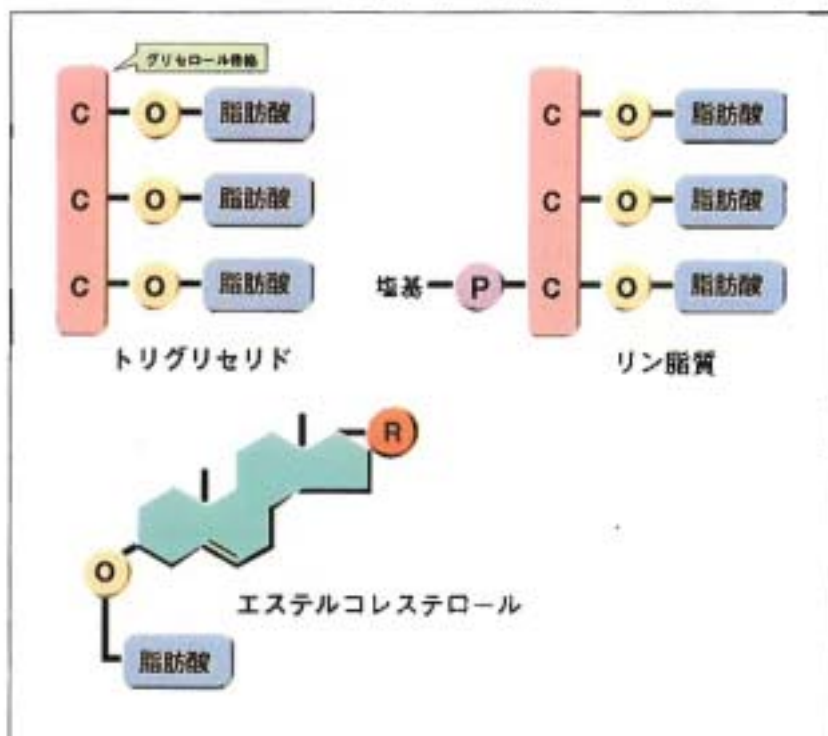 グリセロール骨格
C O 脂肪酸
C O 脂肪酸
C O 脂肪酸
トリグリセリド
C O 脂肪酸
C O 脂肪酸
塩基 P C O 脂肪酸
リン脂質
R
O
エステルコレステロール
脂肪酸